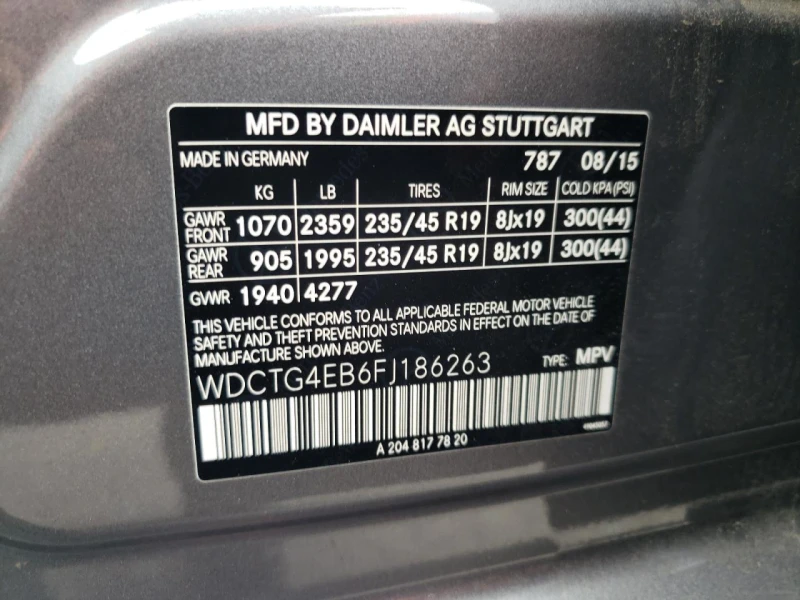 MFD BY DAIMLER AG STUTTGART
MADE IN GERMANY 787 08/15
KG LB TIRES RIM SIZE COLD KPA (PSI)
GAWR FRONT 1070 2359 235/45 R19 8Jx19 300(44)
GAWR REAR 905 1995 235/45 R19 8Jx19 300(44)
GVWR 1940 4277
THIS VEHICLE CONFORMS TO ALL APPLICABLE FEDERAL MOTOR VEHICLE
SAFETY AND THEFT PREVENTION STANDARDS IN EFFECT ON THE DATE OF
MANUFACTURE SHOWN ABOVE.
WDCTG4EB6FJ186263 TYPE: MPV
A 204 817 78 20